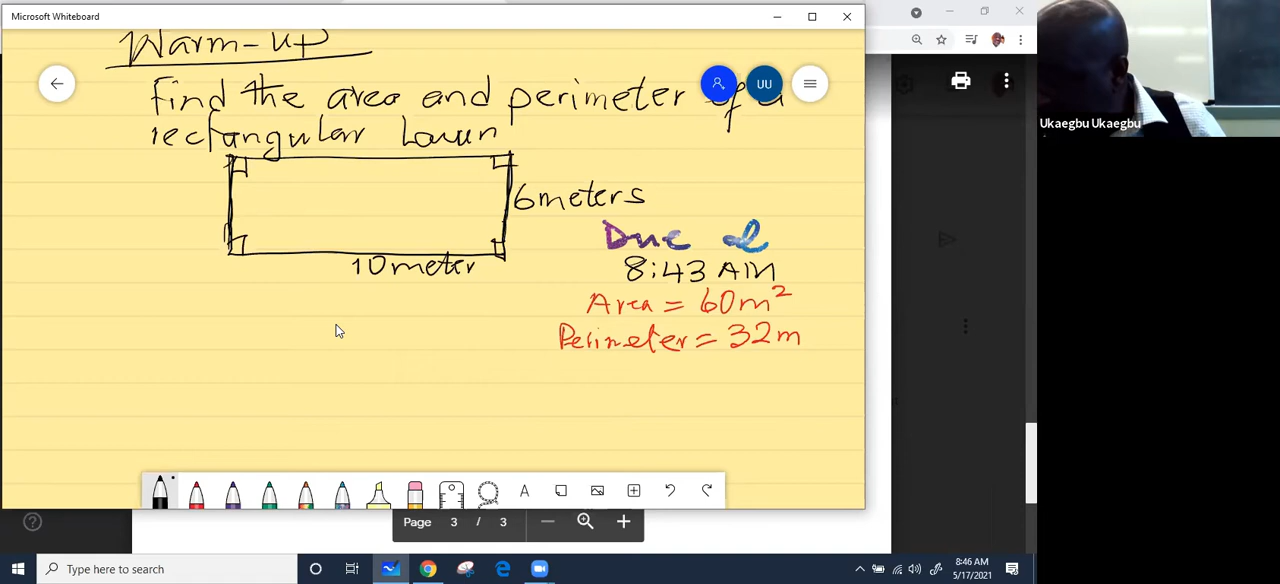 Microsoft Whiteboard
Warm-up
Find the area and perimeter of a
rectangular Lawn
6meters
10meter
Due @
8:43 AM
Area = 60m²
Perimeter = 32m
UU
Ukaegbu Ukaegbu
A
Page 3 / 3
Type here to search
8:46 AM
5/17/2021